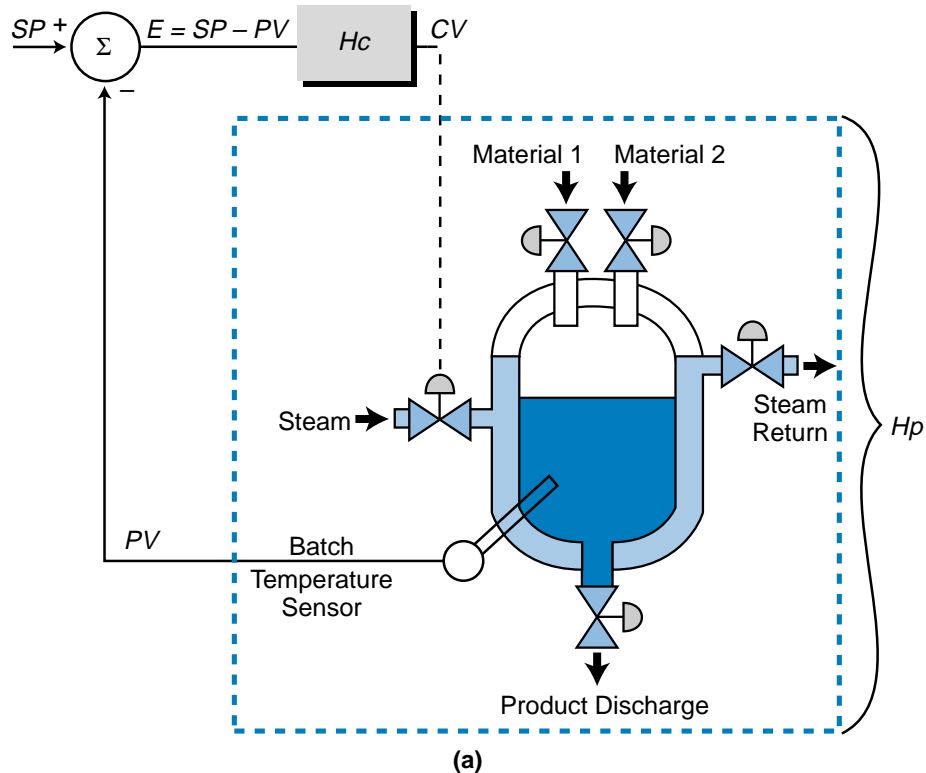 SP + E = SP – PV Hc CV
Σ
–
Material 1 Material 2
Steam
Steam
Return
Hp
PV
Batch
Temperature
Sensor
Product Discharge
(a)